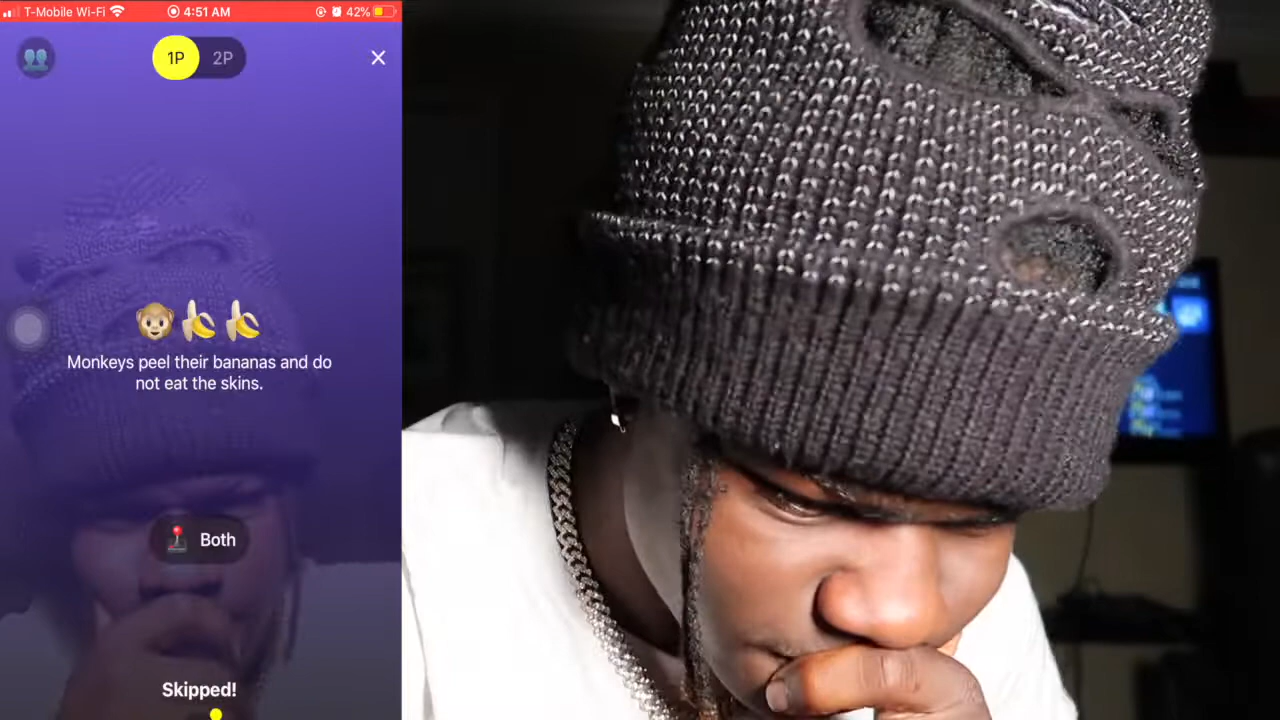 T-Mobile Wi-Fi
4:51 AM
42%
1P
2P
Monkeys peel their bananas and do
not eat the skins.
Both
Skipped!